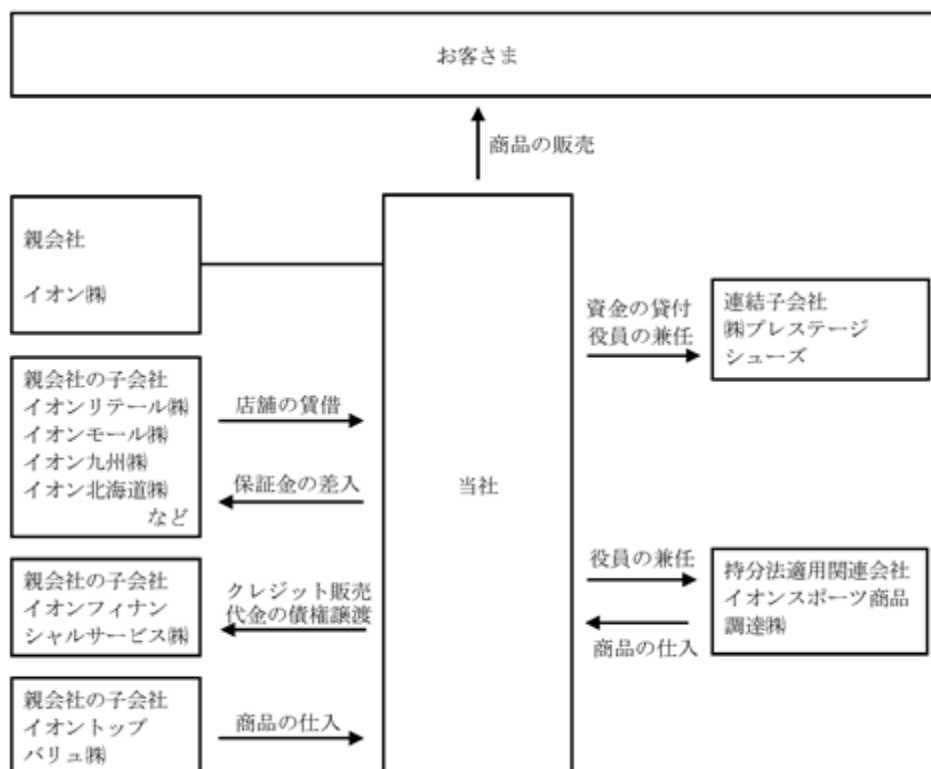 お客さま
商品の販売
親会社
イオン㈱
親会社の子会社
イオンリテール㈱
イオンモール㈱
イオン九州㈱
イオン北海道㈱
など
店舗の賃借
保証金の差入
親会社の子会社
イオンフィナン
シャルサービス㈱
クレジット販売
代金の債権譲渡
親会社の子会社
イオントップ
バリュ㈱
商品の仕入
当社
資金の貸付
役員の兼任
連結子会社
㈱プレステージ
シューズ
役員の兼任
商品の仕入
持分法適用関連会社
イオンスポーツ商品
調達㈱